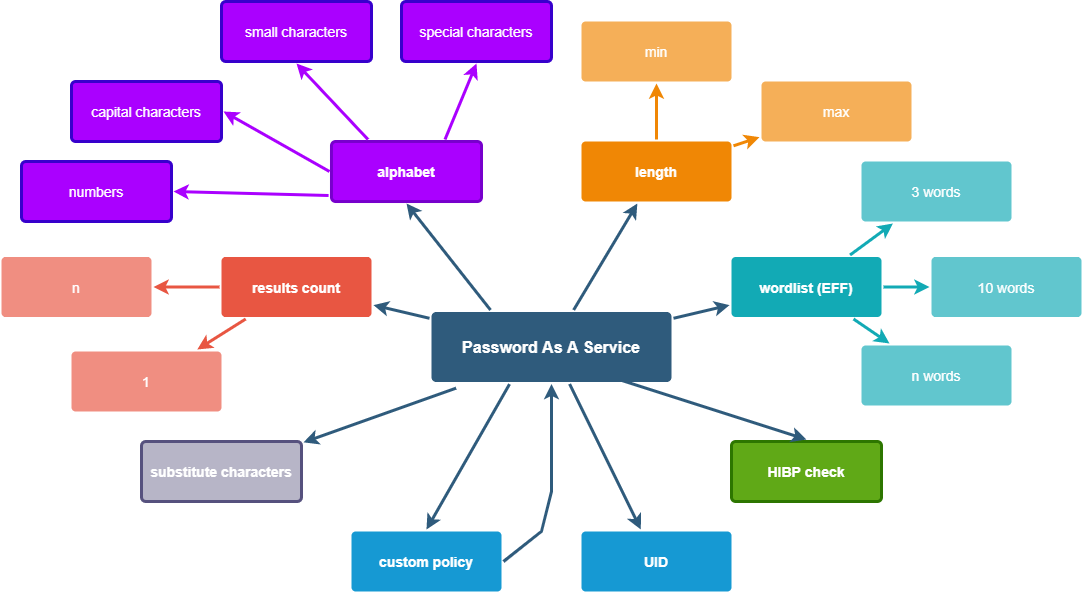 small characters
special characters
min
capital characters
max
alphabet
length
numbers
3 words
n
results count
wordlist (EFF)
10 words
Password As A Service
1
n words
substitute characters
HIBP check
custom policy
UID